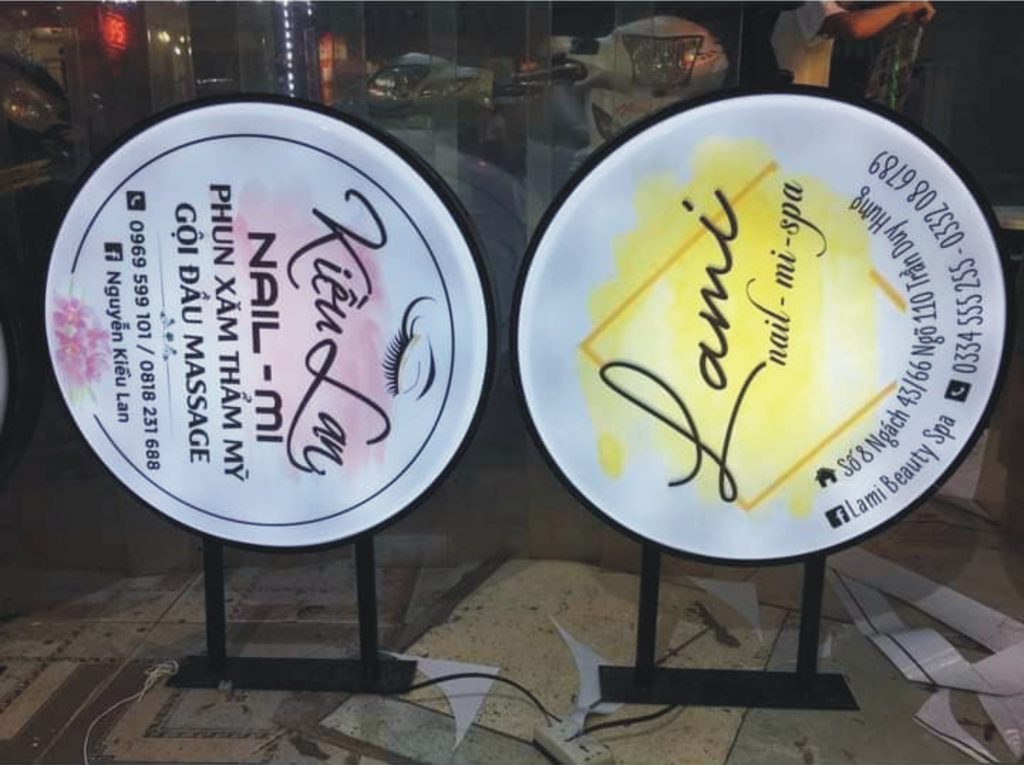 Kiều Lan
NAIL - MI
PHUN XĂM THẨM MỸ
GỘI ĐẦU MASSAGE
0969 599 101 / 0818 231 688
Nguyễn Kiều Lan
Lami
nail - mi - spa
Số 8 Ngách 43/66 Ngõ 110 Trần Duy Hưng
Lami Beauty Spa
0334 555 255 - 0332 08 6789